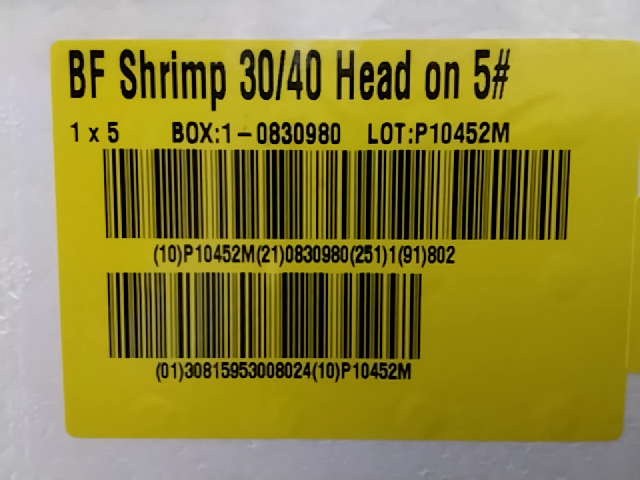 BF Shrimp 30/40 Head on 5#
1 x 5 BOX:1-0830980 LOT:P10452M
(10)P10452M(21)0830980(251)1(91)802
(01)30815953008024(10)P10452M